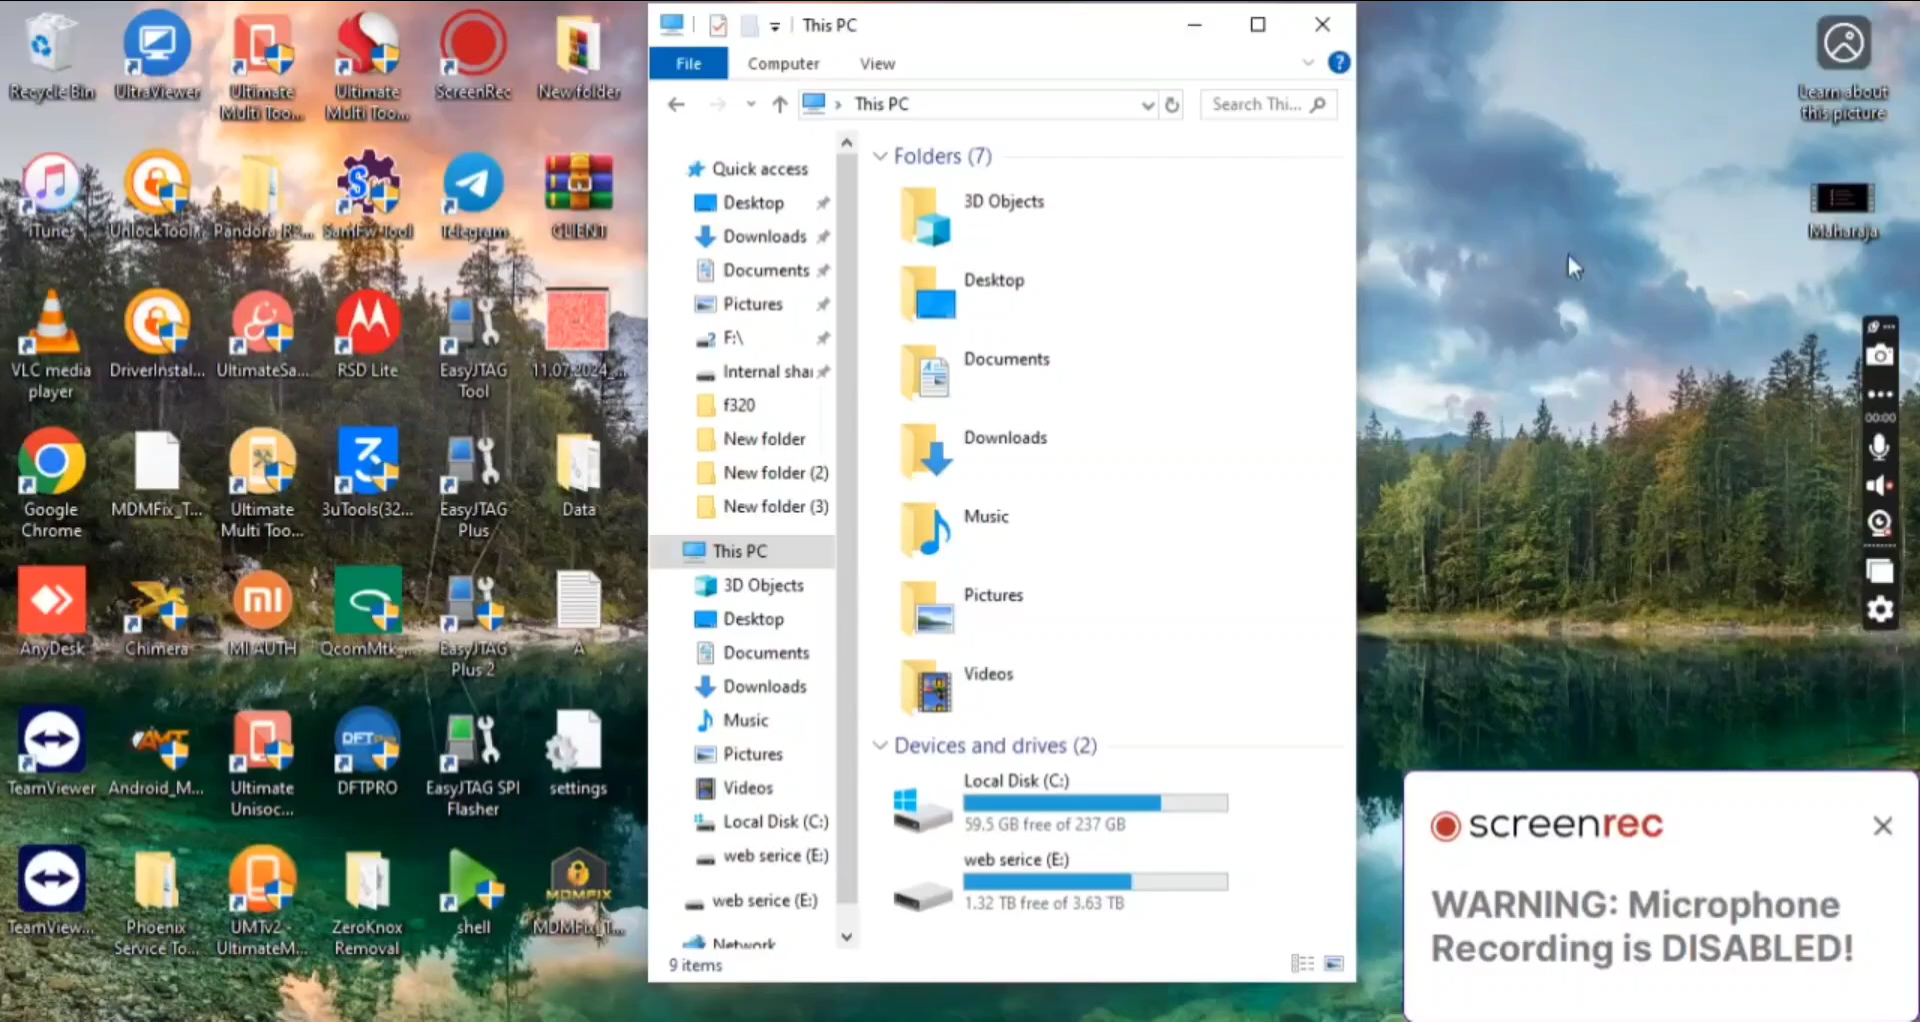 Recycle Bin
UltraViewer
Ultimate
Multi Too...
Ultimate
Multi Too...
ScreenRec
New folder
iTunes
UnlockTool...
Pandora_R2...
SamFw Tool
Telegram
CLIENT
VLC media
player
DriverInstal...
UltimateSa...
RSD Lite
EasyJTAG
Tool
11.07.2024_...
Google
Chrome
MDMFix_T...
Ultimate
Multi Too...
3uTools(32...
EasyJTAG
Plus
Data
AnyDesk
Chimera
MI AUTH
QcomMtk_...
EasyJTAG
Plus 2
A
TeamViewer
Android_M...
Ultimate
Unisoc...
DFTPRO
EasyJTAG SPI
Flasher
settings
TeamView...
Phoenix
Service To...
UMTv2 -
UltimateM...
ZeroKnox
Removal
shell
MDMFIX
MDMFix_T...
This PC
File
Computer
View
This PC
Search Thi...
Quick access
Desktop
Downloads
Documents
Pictures
F:\
Internal shar
f320
New folder
New folder (2)
New folder (3)
This PC
3D Objects
Desktop
Documents
Downloads
Music
Pictures
Videos
Local Disk (C:)
web serice (E:)
web serice (E:)
Network
9 items
Folders (7)
3D Objects
Desktop
Documents
Downloads
Music
Pictures
Videos
Devices and drives (2)
Local Disk (C:)
59.5 GB free of 237 GB
web serice (E:)
1.32 TB free of 3.63 TB
Learn about
this picture
Maharaja
00:00
screenrec
WARNING: Microphone
Recording is DISABLED!